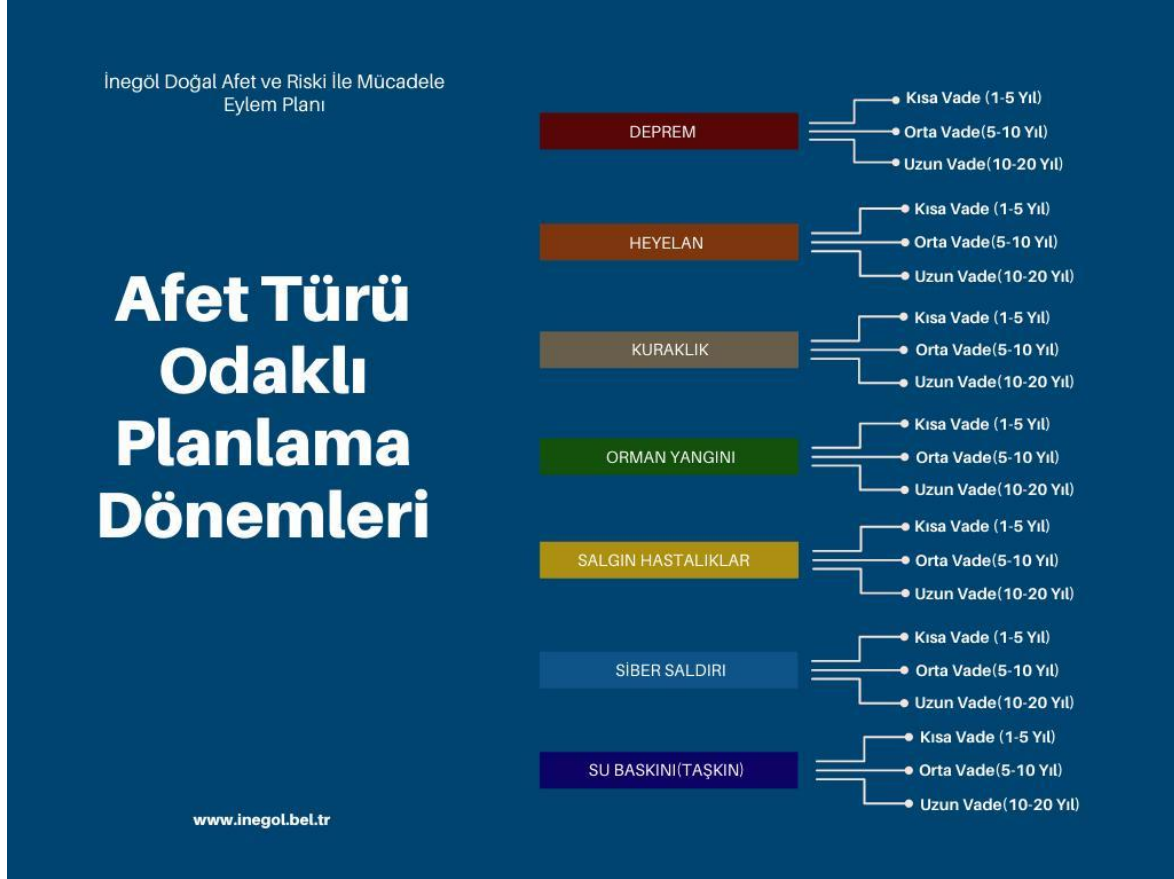 İnegöl Doğal Afet ve Riski İle Mücadele
Eylem Planı
Afet Türü
Odaklı
Planlama
Dönemleri
www.inegol.bel.tr
DEPREM
Kısa Vade (1-5 Yıl)
Orta Vade(5-10 Yıl)
Uzun Vade(10-20 Yıl)
HEYELAN
Kısa Vade (1-5 Yıl)
Orta Vade(5-10 Yıl)
Uzun Vade(10-20 Yıl)
KURAKLIK
Kısa Vade (1-5 Yıl)
Orta Vade(5-10 Yıl)
Uzun Vade(10-20 Yıl)
ORMAN YANGINI
Kısa Vade (1-5 Yıl)
Orta Vade(5-10 Yıl)
Uzun Vade(10-20 Yıl)
SALGIN HASTALIKLAR
Kısa Vade (1-5 Yıl)
Orta Vade(5-10 Yıl)
Uzun Vade(10-20 Yıl)
SİBER SALDIRI
Kısa Vade (1-5 Yıl)
Orta Vade(5-10 Yıl)
Uzun Vade(10-20 Yıl)
SU BASKINI(TAŞKIN)
Kısa Vade (1-5 Yıl)
Orta Vade(5-10 Yıl)
Uzun Vade(10-20 Yıl)